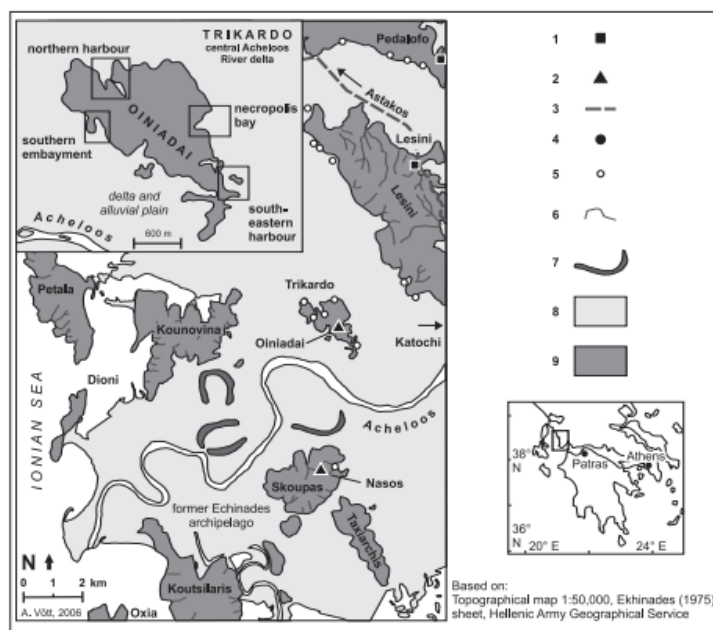 TRIKARDO
central Acheloos
River delta
northern harbour
OINIADAI
necropolis
bay
southern
embayment
delta and
alluvial plain
south-
eastern
harbour
Acheloos
600 m
Pedalofo
Astakos
Lesini
Lesini
Petala
Kounovina
Trikardo
Oiniadai
Katochi
Dioni
IONIAN SEA
Acheloos
Nasos
Skoupas
former Echinades
archipelago
Taxiarchis
N
0 1 2 km
Koutsilaris
A. Vött, 2006
Oxia
1
2
3
4
5
6
7
8
9
38°
N
Patras
Athens
36°
N
20° E
24° E
Based on:
Topographical map 1:50,000, Ekhinades (1975)
sheet, Hellenic Army Geographical Service